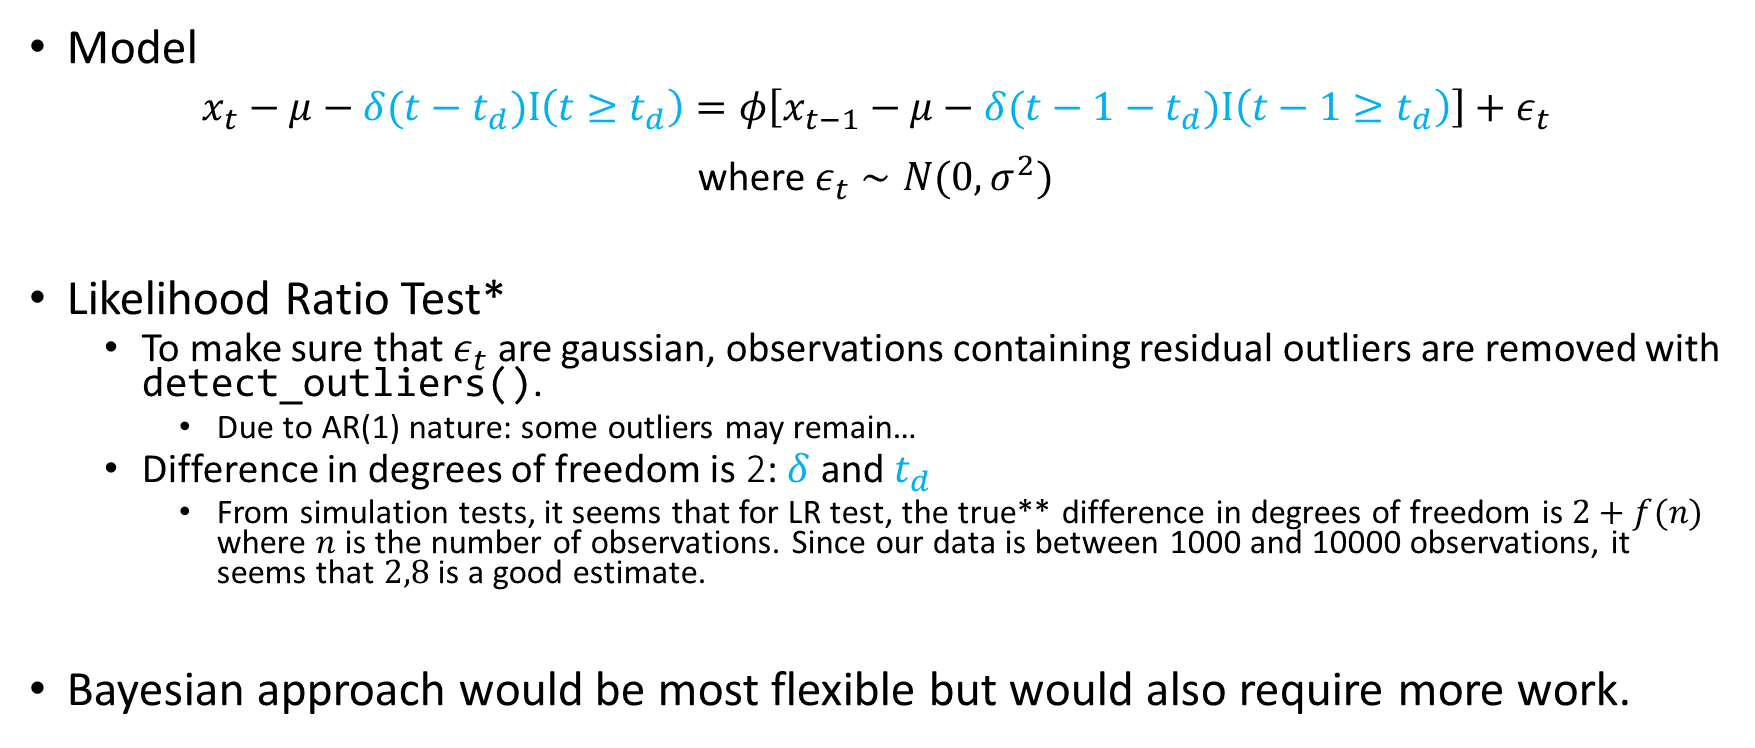 • Model
x_t − μ − δ(t − t_d)I(t ≥ t_d) = ϕ[x_{t−1} − μ − δ(t − 1 − t_d)I(t − 1 ≥ t_d)] + ϵ_t
where ϵ_t ~ N(0, σ²)
• Likelihood Ratio Test*
• To make sure that ϵ_t are gaussian, observations containing residual outliers are removed with
detect_outliers().
• Due to AR(1) nature: some outliers may remain…
• Difference in degrees of freedom is 2: δ and t_d
• From simulation tests, it seems that for LR test, the true** difference in degrees of freedom is 2 + f(n)
where n is the number of observations. Since our data is between 1000 and 10000 observations, it
seems that 2,8 is a good estimate.
• Bayesian approach would be most flexible but would also require more work.